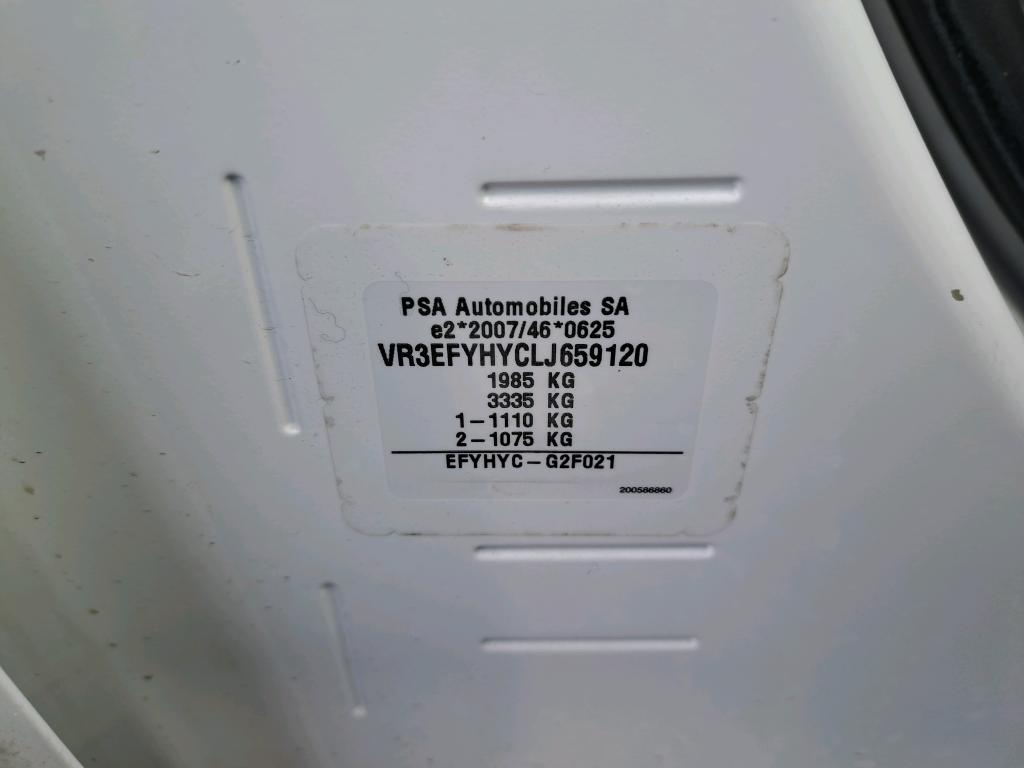 PSA Automobiles SA
e2*2007/46*0625
VR3EFYHYCLJ659120
1985 KG
3335 KG
1-1110 KG
2-1075 KG
EFYHYC-G2F021
200586860